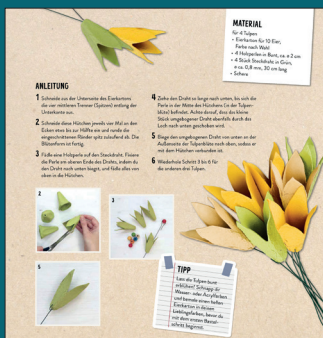 MATERIAL
für 4 Tulpen
• Eierkarton für 10 Eier,
Farbe nach Wahl
• 4 Holzperlen in Bunt, ca. ø 2 cm
• 4 Stück Steckdraht in Grün,
ø ca. 0,8 mm, 30 cm lang
• Schere
ANLEITUNG
1 Schneide aus der Unterseite des Eierkartons
die vier mittleren Trenner (Spitzen) entlang der
Unterkante aus.
2 Schneide diese Hütchen jeweils vier Mal an den
Ecken etwa bis zur Hälfte ein und runde die
eingeschnittenen Ränder spitz zulaufend ab. Die
Blütenform ist fertig.
3 Fädle eine Holzperle auf den Steckdraht. Fixiere
die Perle am oberen Ende des Drahts, indem du
den Draht nach unten biegst, und fädle alles von
oben in die Hütchen.
4 Ziehe den Draht so lange nach unten, bis sich die
Perle in der Mitte des Hütchens (in der Tulpen-
blüte) befindet. Achte darauf, dass das kleine
Stück umgebogener Draht ebenfalls durch das
Loch nach unten geschoben wird.
5 Biege den umgebogenen Draht von unten an der
Außenseite der Tulpenblüte nach oben, sodass er
mit dem Hütchen verbunden ist.
6 Wiederhole Schritt 2 bis 5 für
die anderen drei Tulpen.
2
3
5
TIPP
Lass die Tulpen bunt
erblühen! Schnapp dir
Wasser- oder Acrylfarben
und bemale einen hellen
Eierkarton in deinen
Lieblingsfarben, bevor du
mit dem ersten Bastel-
schritt beginnst.